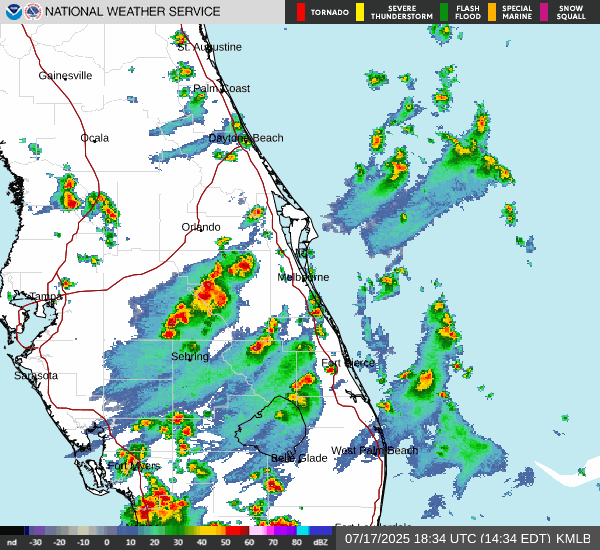 NATIONAL WEATHER SERVICE
TORNADO
SEVERE THUNDERSTORM
FLASH FLOOD
SPECIAL MARINE
SNOW SQUALL
St. Augustine
Gainesville
Palm Coast
Ocala
Daytona Beach
Orlando
Melbourne
Tampa
Sebring
Fort Pierce
Sarasota
West Palm Beach
Belle Glade
Fort Myers
nd -20 -10 0 10 20 30 40 50 60 70 80 dBZ
07/17/2025 18:34 UTC (14:34 EDT) KMLB